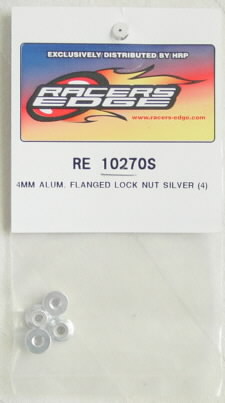 EXCLUSIVELY DISTRIBUTED BY HRP
RACERS
EDGE
www.racers-edge.com
RE 10270S
4MM ALUM. FLANGED LOCK NUT SILVER (4)